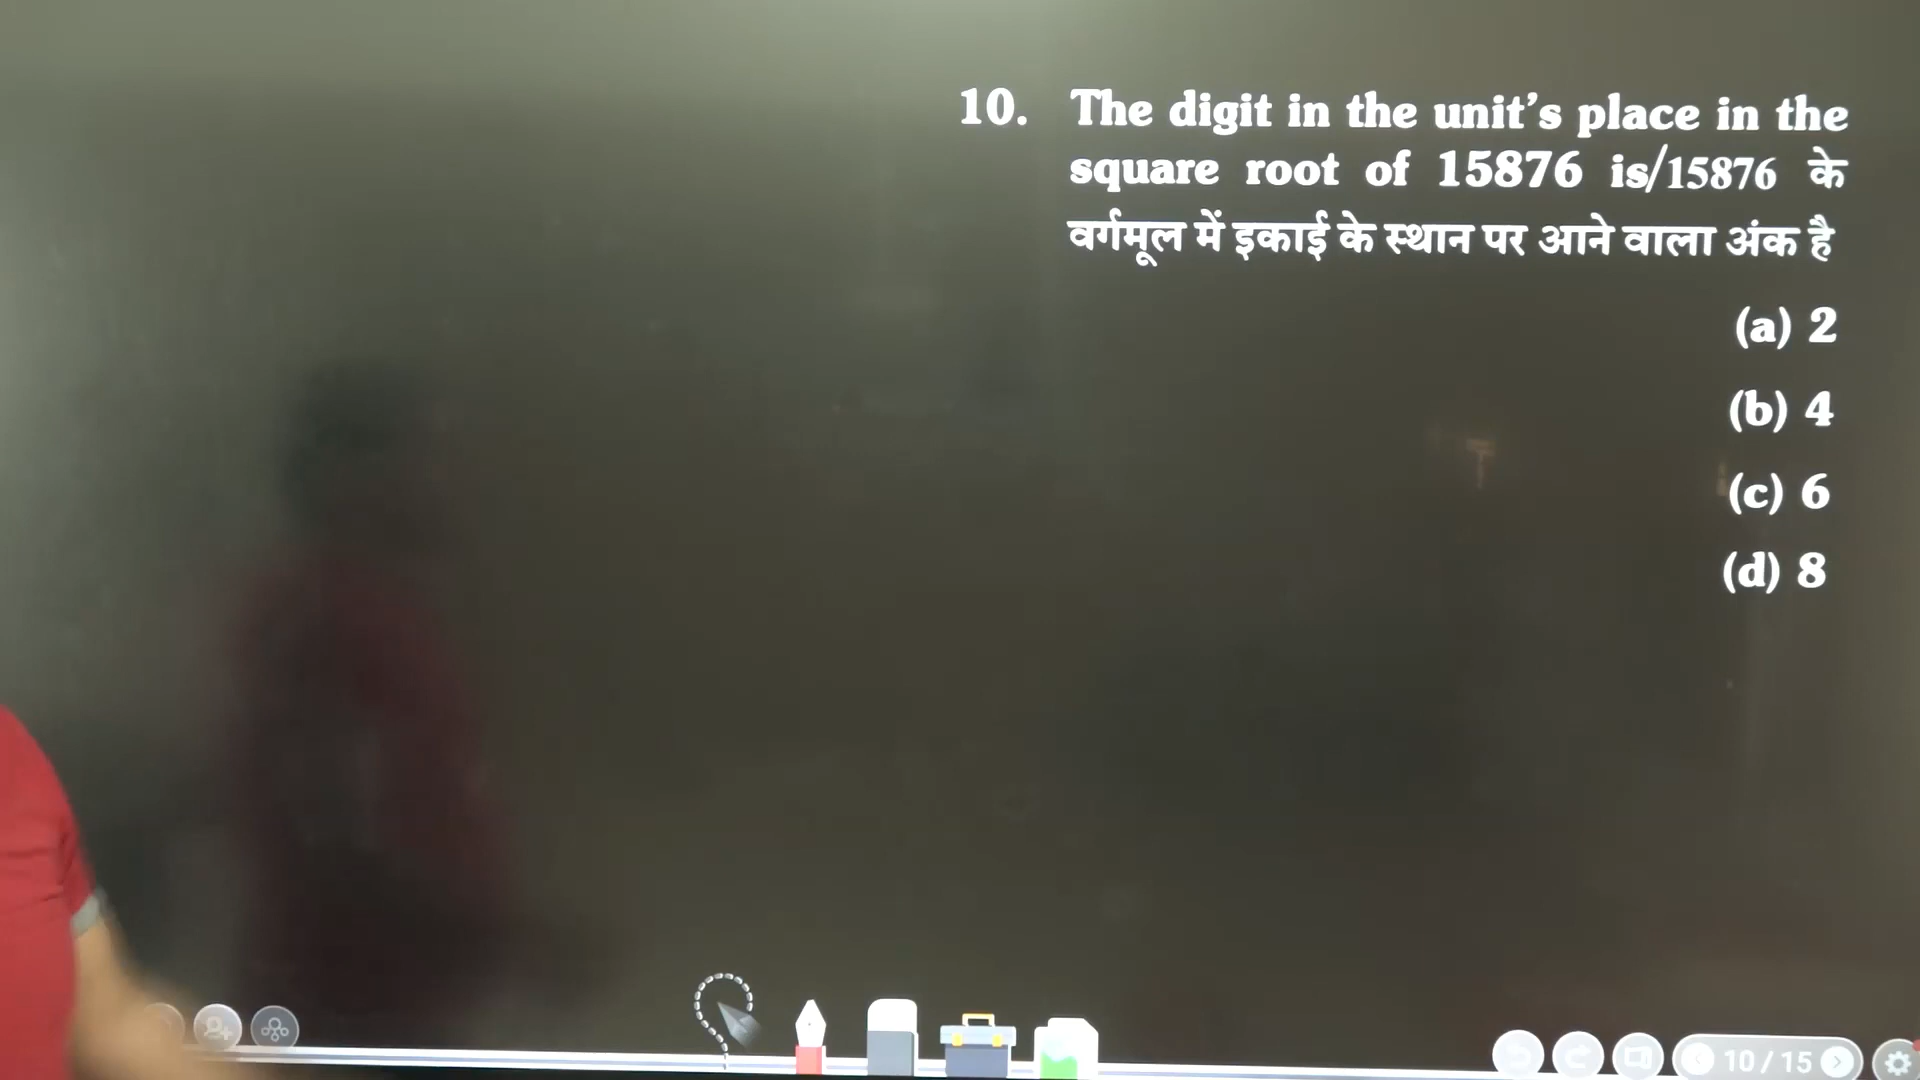 10. The digit in the unit’s place in the
square root of 15876 is/15876 के
वर्गमूल में इकाई के स्थान पर आने वाला अंक है
(a) 2
(b) 4
(c) 6
(d) 8
10 / 15